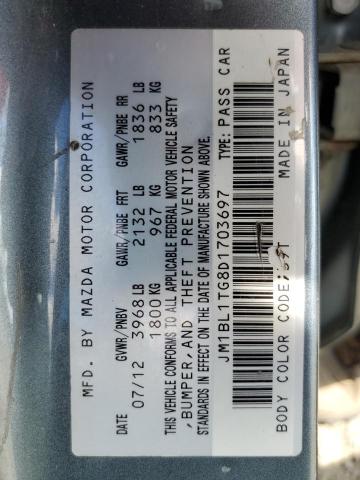 MFD. BY MAZDA MOTOR CORPORATION
GVWR/PNBV GAWR/PNBE FRT GAWR/PNBE RR
DATE 3968 LB 2132 LB 1836 LB
07/12 1800 KG 967 KG 833 KG
THIS VEHICLE CONFORMS TO ALL APPLICABLE FEDERAL MOTOR VEHICLE SAFETY
,BUMPER,AND THEFT PREVENTION
STANDARDS IN EFFECT ON THE DATE OF MANUFACTURE SHOWN ABOVE.
JM1BL1TG8D1703697 TYPE: PASS CAR
BODY COLOR CODE: MADE IN JAPAN